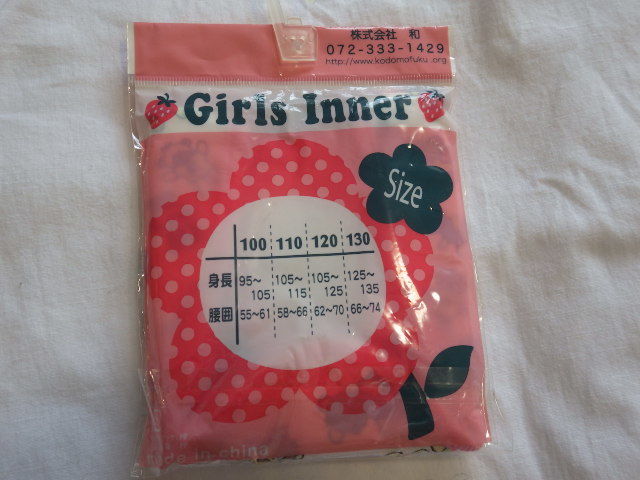 株式会社 和
072-333-1429
http://www.kodomofuku.org
Girls Inner
Size
100 110 120 130
身長 95～105 105～115 105～125 125～135
腰囲 55～61 58～66 62～70 66～74
made in china